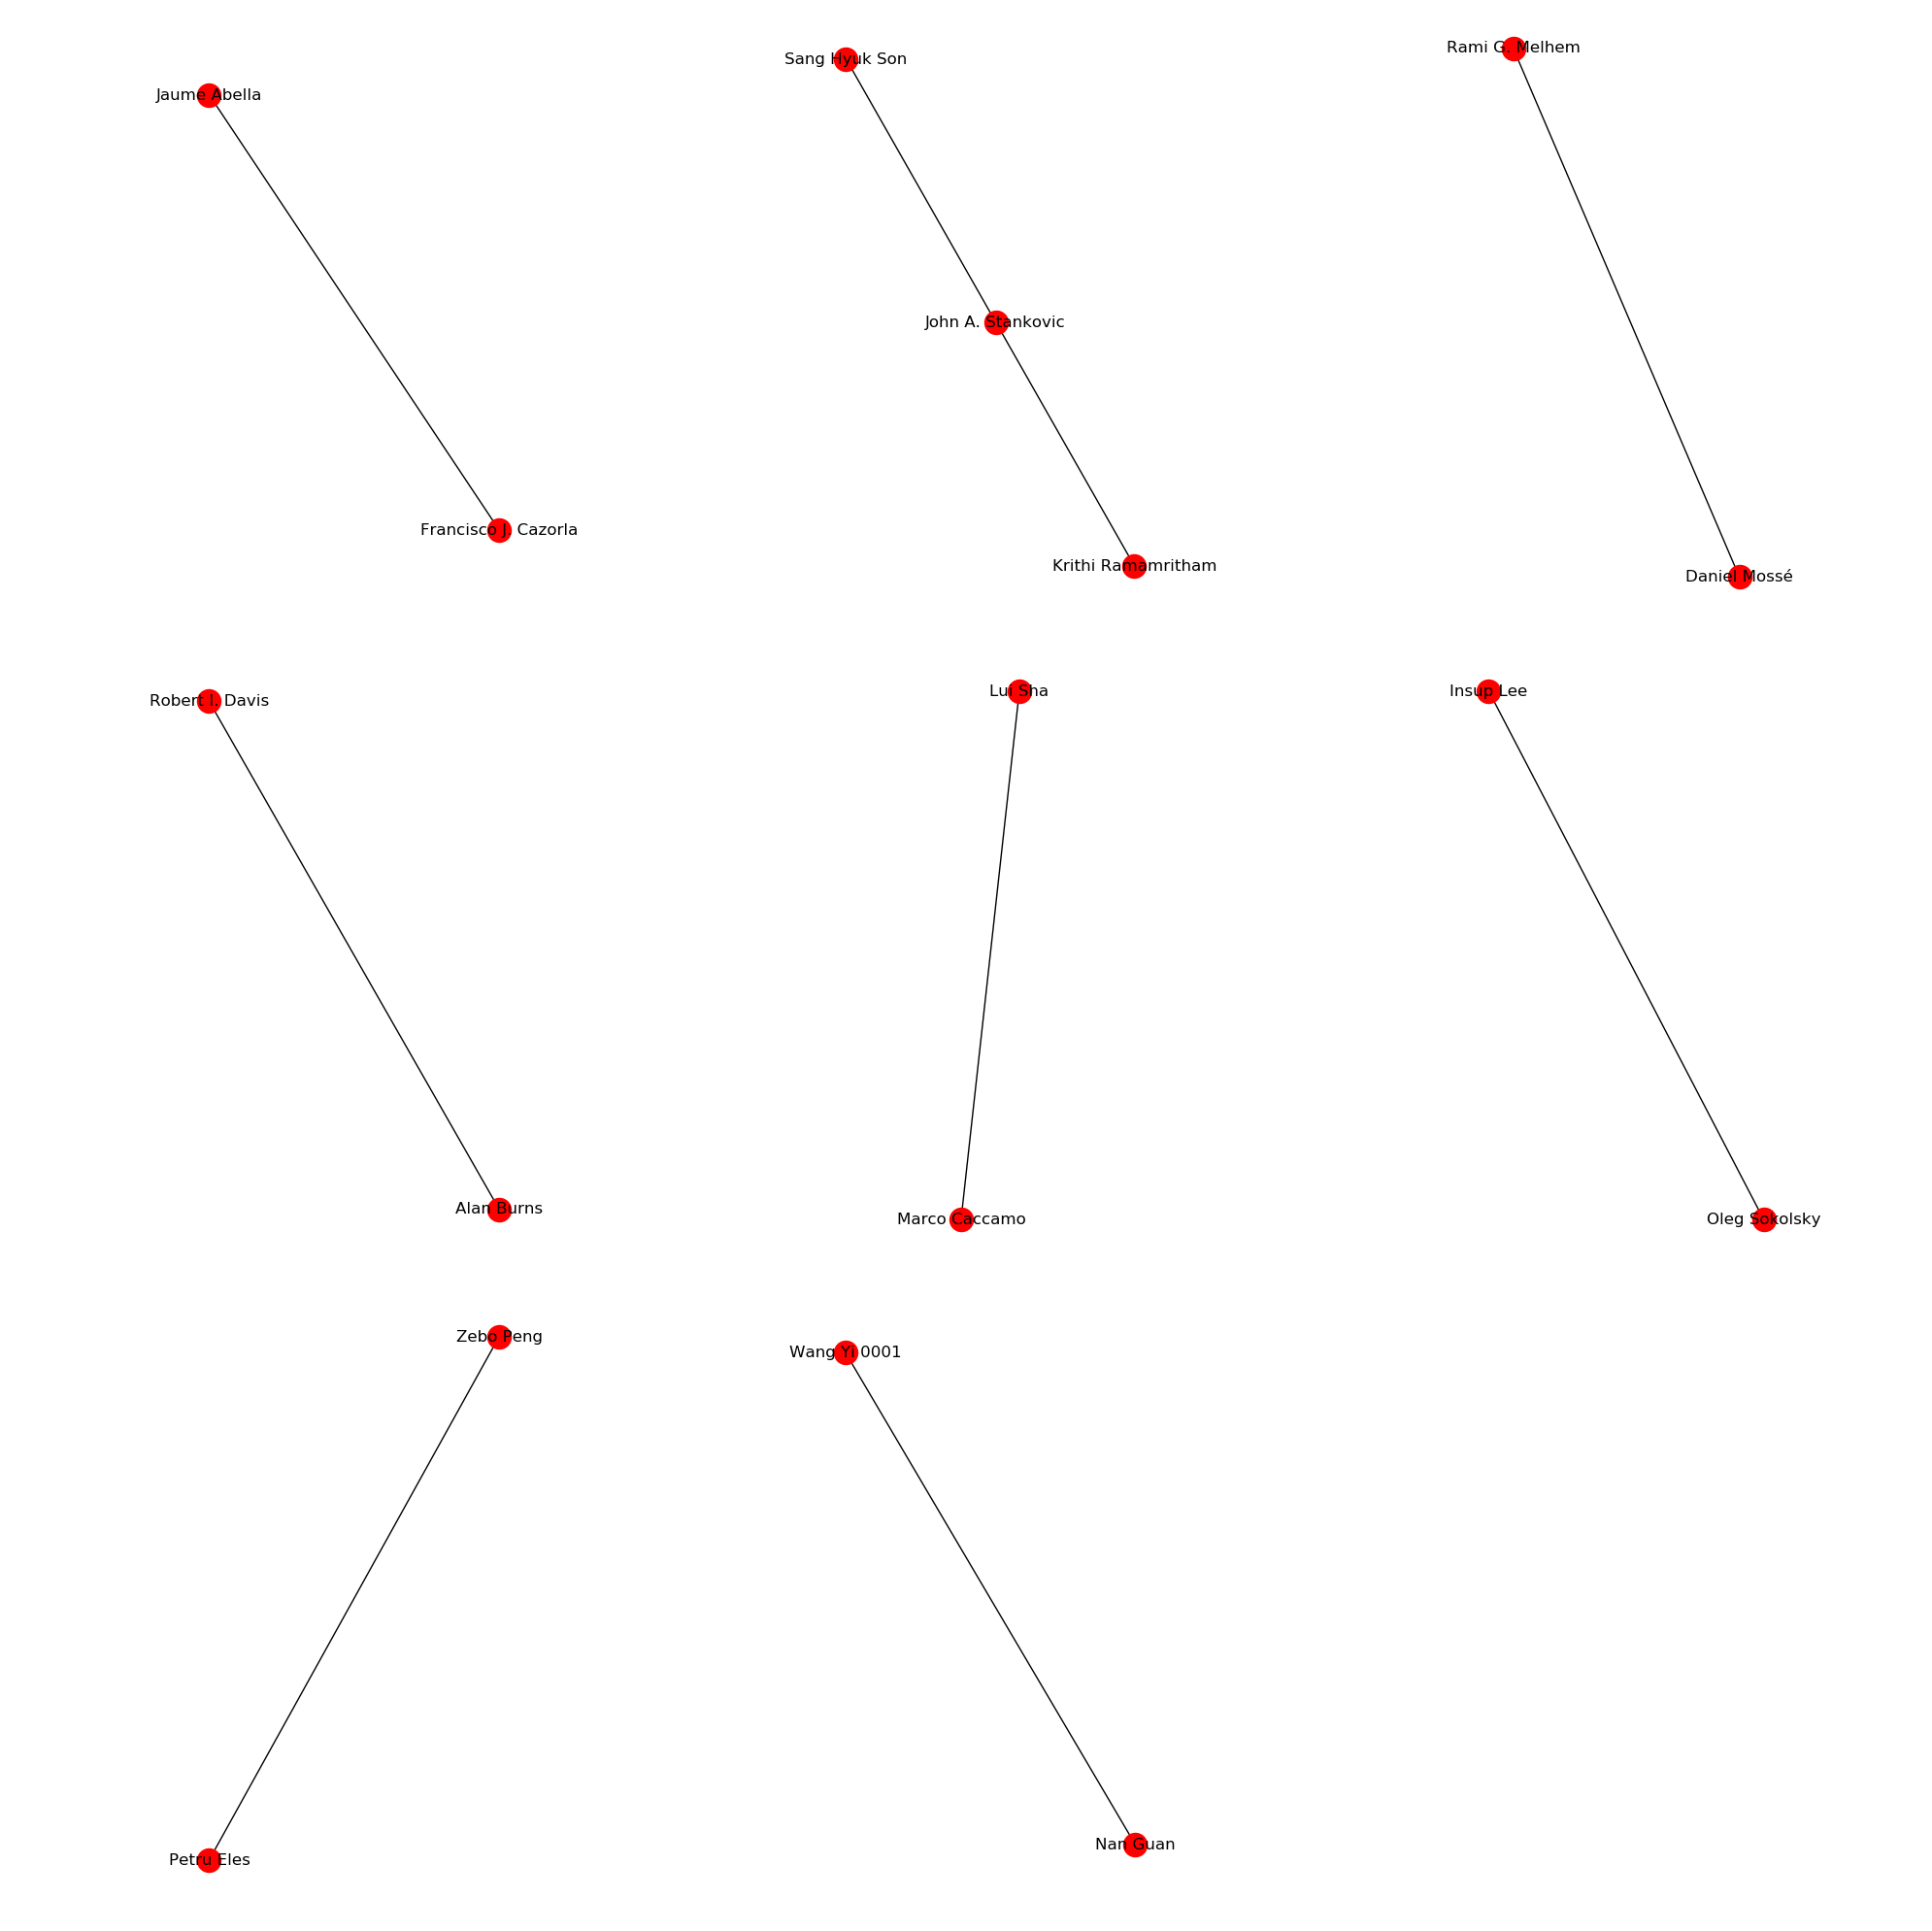 Jaume Abella
Francisco J. Cazorla
Sang Hyuk Son
John A. Stankovic
Krithi Ramamritham
Rami G. Melhem
Daniel Mossé
Robert I. Davis
Alan Burns
Lui Sha
Marco Caccamo
Insup Lee
Oleg Sokolsky
Zebo Peng
Petru Eles
Wang Yi 0001
Nan Guan